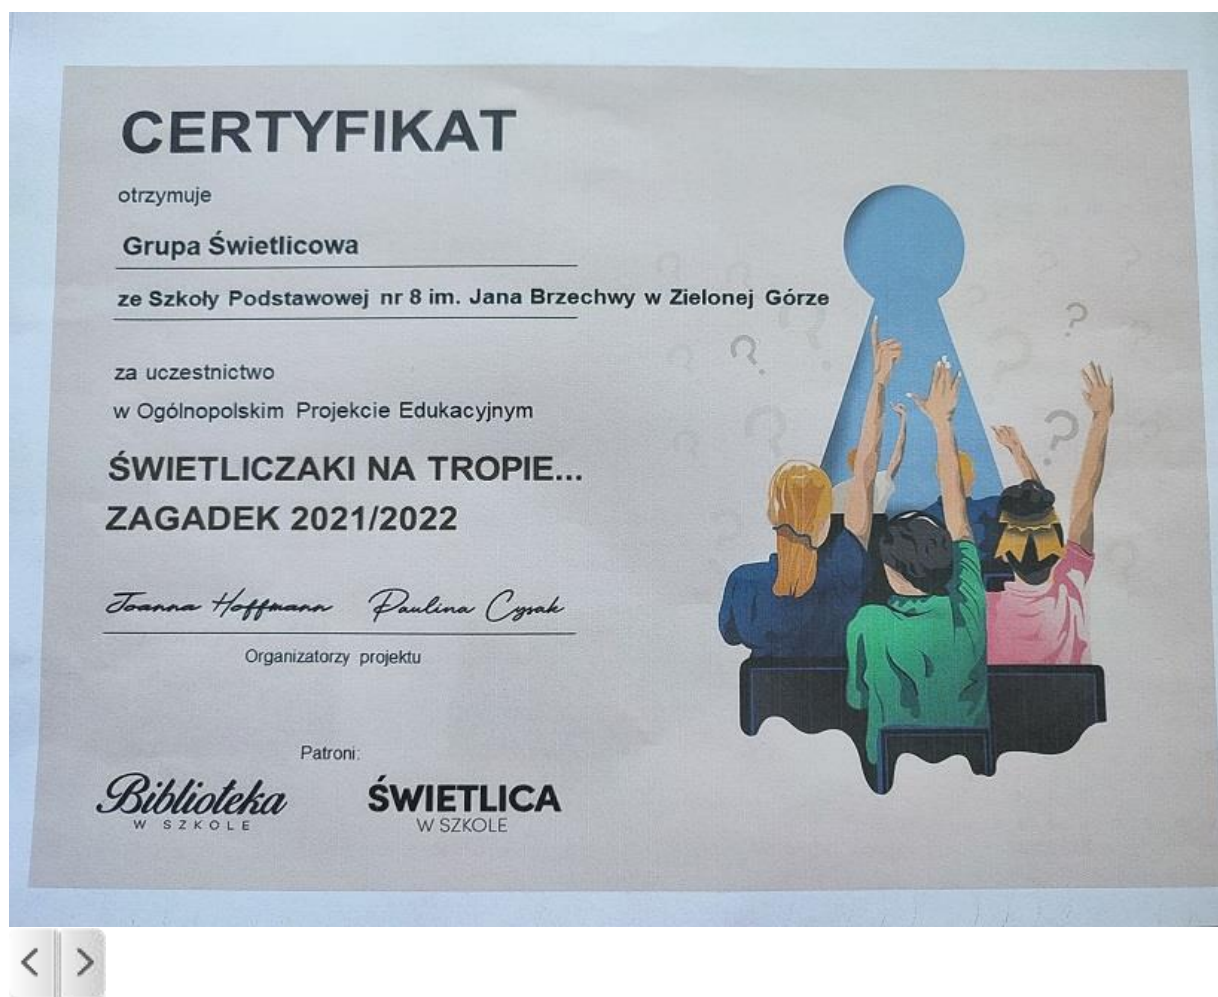 CERTYFIKAT
otrzymuje
Grupa Świetlicowa
ze Szkoły Podstawowej nr 8 im. Jana Brzechwy w Zielonej Górze
za uczestnictwo
w Ogólnopolskim Projekcie Edukacyjnym
ŚWIETLICZAKI NA TROPIE...
ZAGADEK 2021/2022
Joanna Hoffmann Paulina Cysak
Organizatorzy projektu
Patroni:
Biblioteka
W SZKOLE
ŚWIETLICA
W SZKOLE